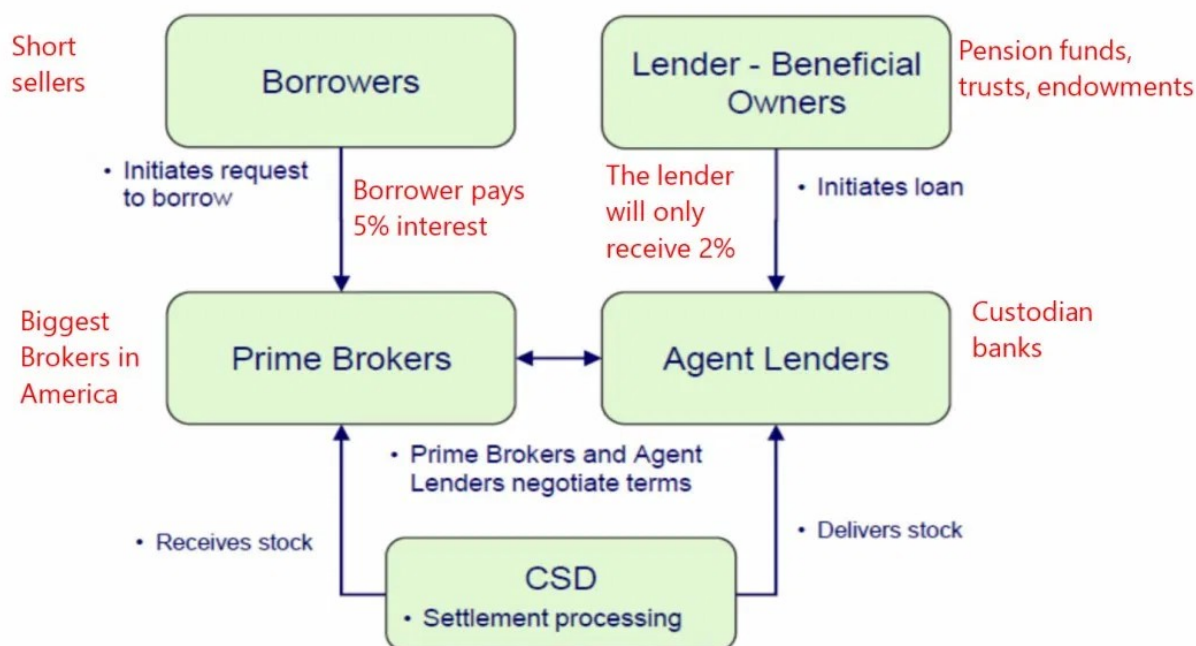 Short
sellers
Borrowers
Lender - Beneficial
Owners
Pension funds,
trusts, endowments
• Initiates request
to borrow
Borrower pays
5% interest
The lender
will only
receive 2%
• Initiates loan
Biggest
Brokers in
America
Prime Brokers
Agent Lenders
Custodian
banks
• Prime Brokers and Agent
Lenders negotiate terms
• Receives stock
• Delivers stock
CSD
• Settlement processing